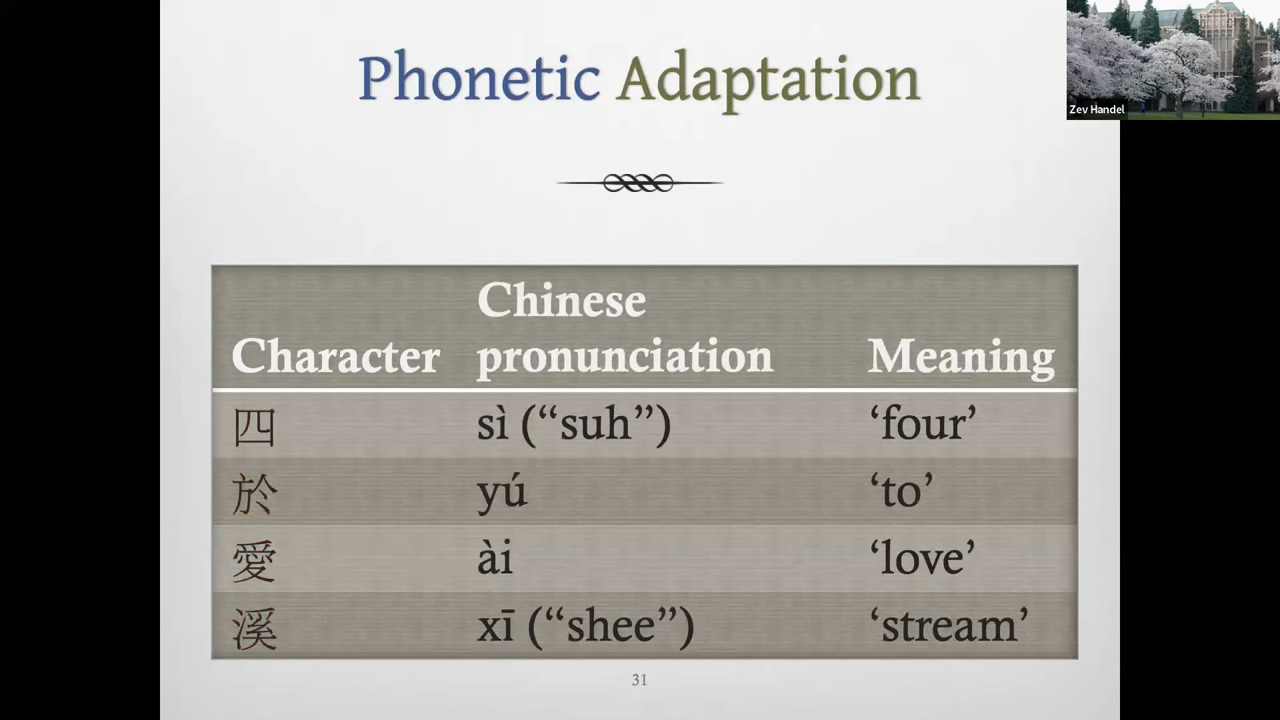 Phonetic Adaptation
Zev Handel
Chinese
Character pronunciation Meaning
四 sì (“suh”) ‘four’
於 yú ‘to’
愛 ài ‘love’
溪 xī (“shee”) ‘stream’
31